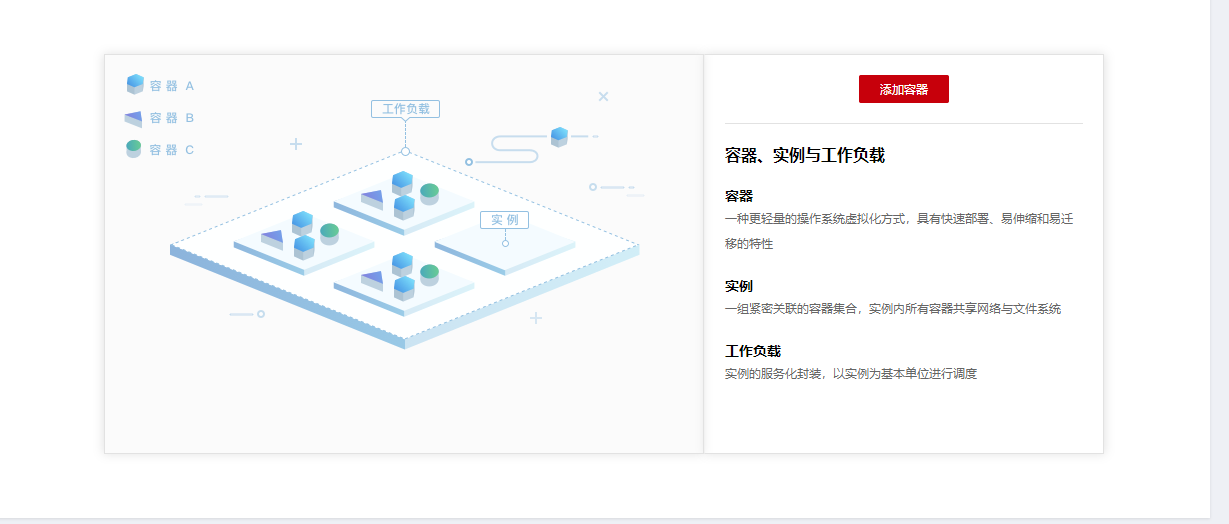 容器 A
容器 B
容器 C
工作负载
实例
添加容器
容器、实例与工作负载
容器
一种更轻量的操作系统虚拟化方式，具有快速部署、易伸缩和易迁
移的特性
实例
一组紧密关联的容器集合，实例内所有容器共享网络与文件系统
工作负载
实例的服务化封装，以实例为基本单位进行调度